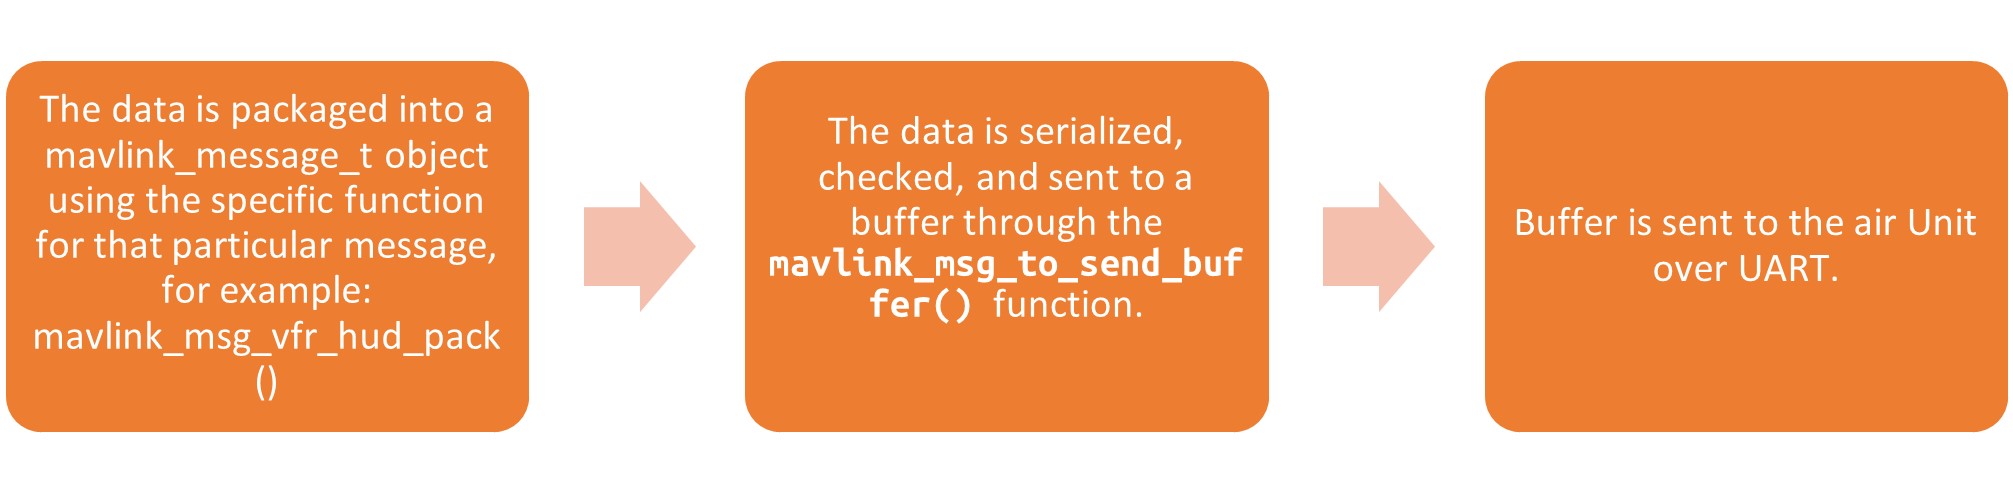 The data is packaged into a
mavlink_message_t object
using the specific function
for that particular message,
for example:
mavlink_msg_vfr_hud_pack
()
The data is serialized,
checked, and sent to a
buffer through the
mavlink_msg_to_send_buf
fer() function.
Buffer is sent to the air Unit
over UART.